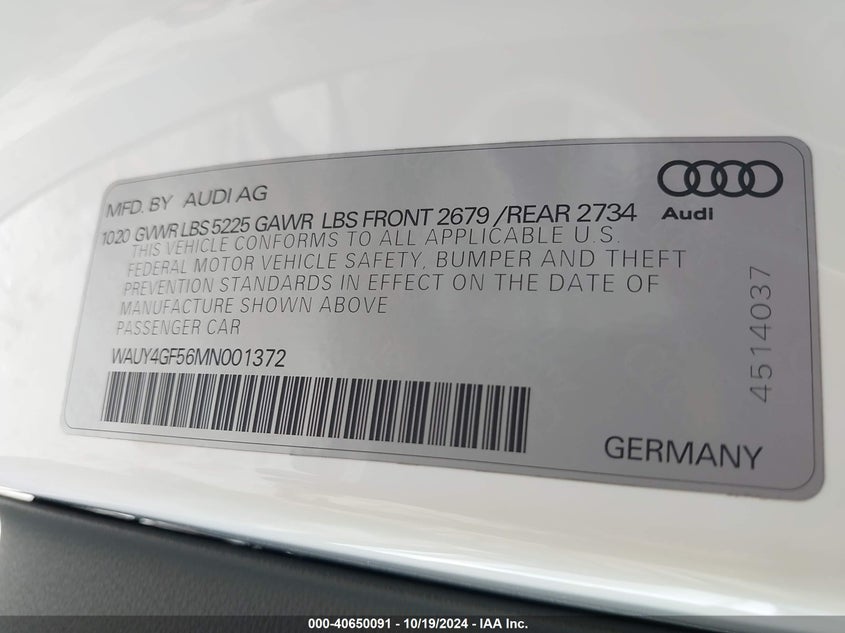 MFD. BY AUDI AG
10.20 GVWR LBS 5225 GAWR LBS FRONT 2679 /REAR 2734
THIS VEHICLE CONFORMS TO ALL APPLICABLE U.S.
FEDERAL MOTOR VEHICLE SAFETY, BUMPER AND THEFT
PREVENTION STANDARDS IN EFFECT ON THE DATE OF
MANUFACTURE SHOWN ABOVE
PASSENGER CAR
WAUY4GF56MN001372
Audi
4514037
GERMANY
000-40650091 - 10/19/2024 - IAA Inc.